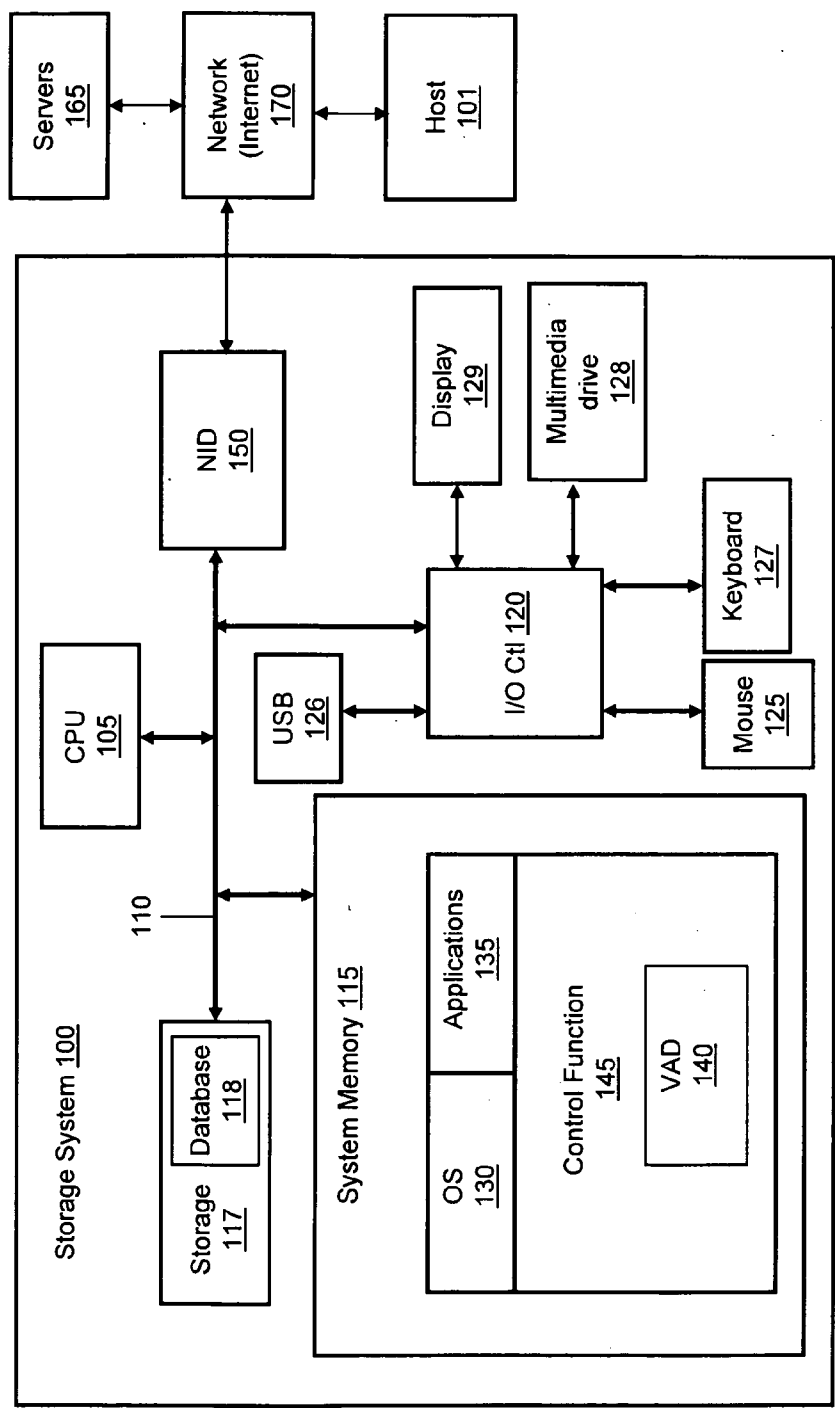 Storage System 100
Servers
165
Network
(Internet)
170
Host
101
CPU
105
NID
150
110
Storage
117
Database
118
USB
126
Display
129
Multimedia
drive
128
I/O Ctl 120
Mouse
125
Keyboard
127
System Memory 115
OS
130
Applications
135
Control Function
145
VAD
140